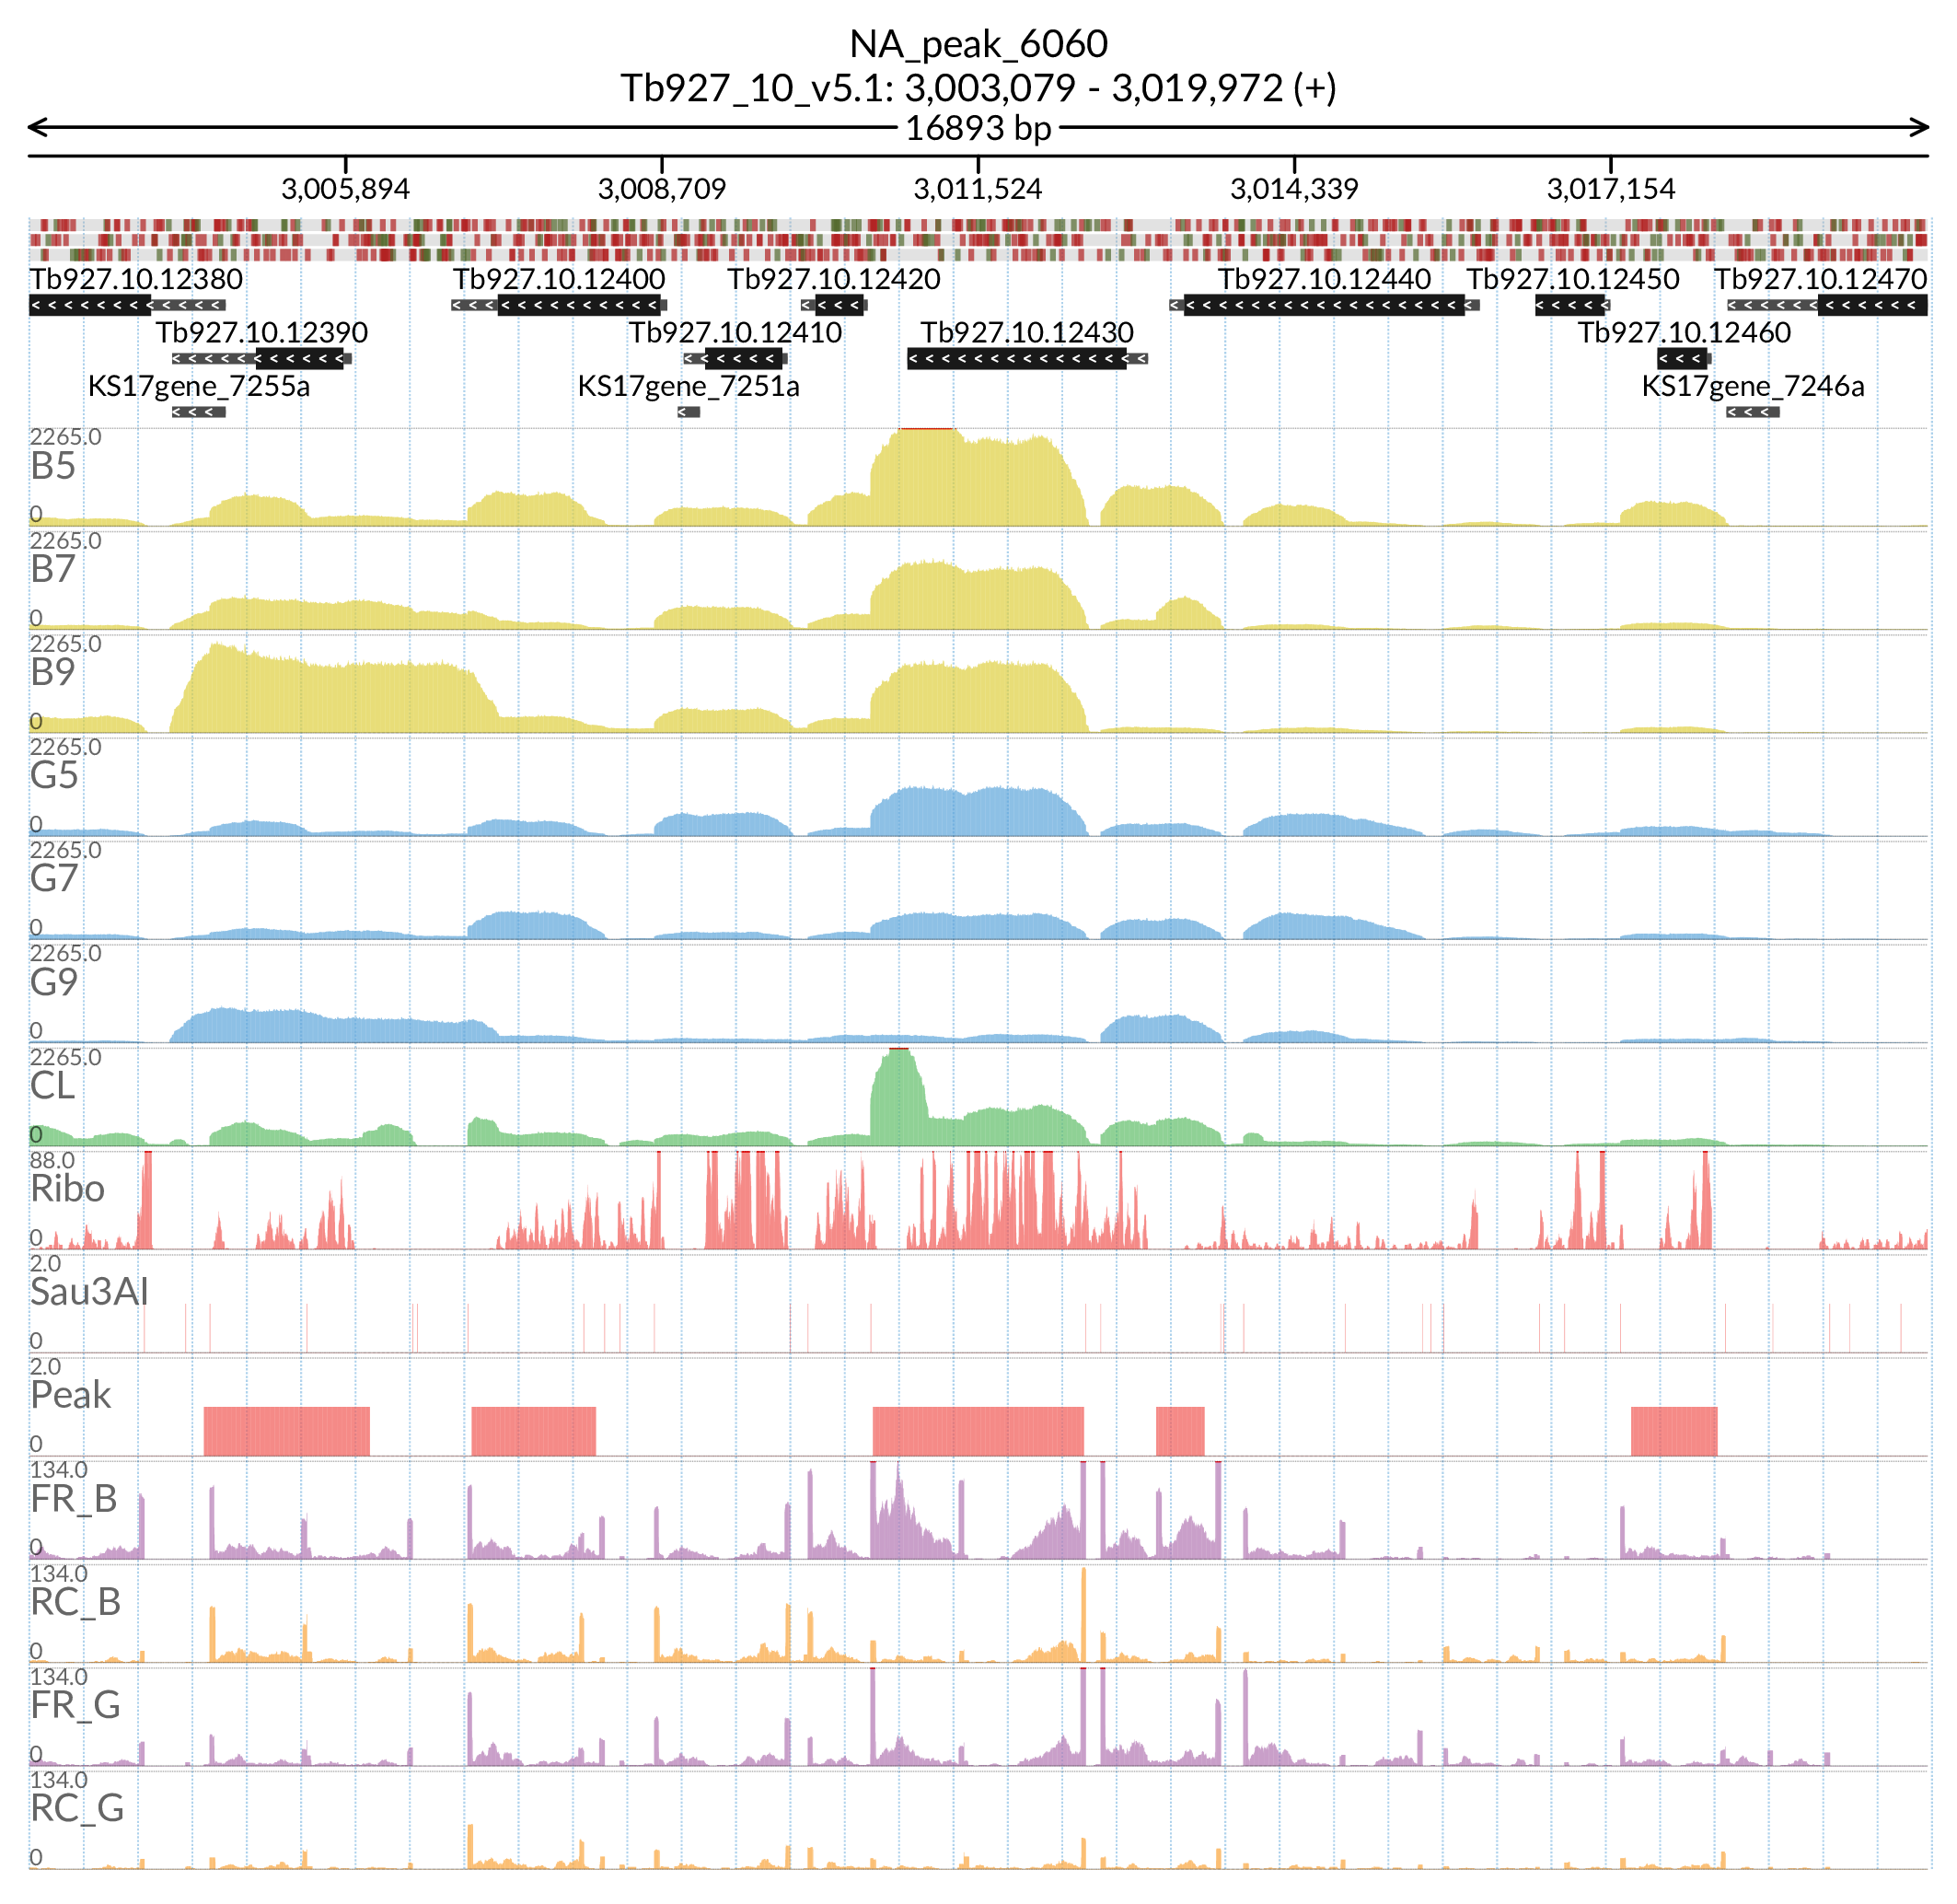 NA_peak_6060
Tb927_10_v5.1: 3,003,079 - 3,019,972 (+)
16893 bp
3,005,894 3,008,709 3,011,524 3,014,339 3,017,154
Tb927.10.12380 Tb927.10.12400 Tb927.10.12420 Tb927.10.12440 Tb927.10.12450 Tb927.10.12470
Tb927.10.12390 Tb927.10.12410 Tb927.10.12430 Tb927.10.12460
KS17gene_7255a KS17gene_7251a KS17gene_7246a
2265.0
B5
0
2265.0
B7
0
2265.0
B9
0
2265.0
G5
0
2265.0
G7
0
2265.0
G9
0
2265.0
CL
0
88.0
Ribo
0
2.0
Sau3AI
0
2.0
Peak
0
134.0
FR_B
0
134.0
RC_B
0
134.0
FR_G
0
134.0
RC_G
0